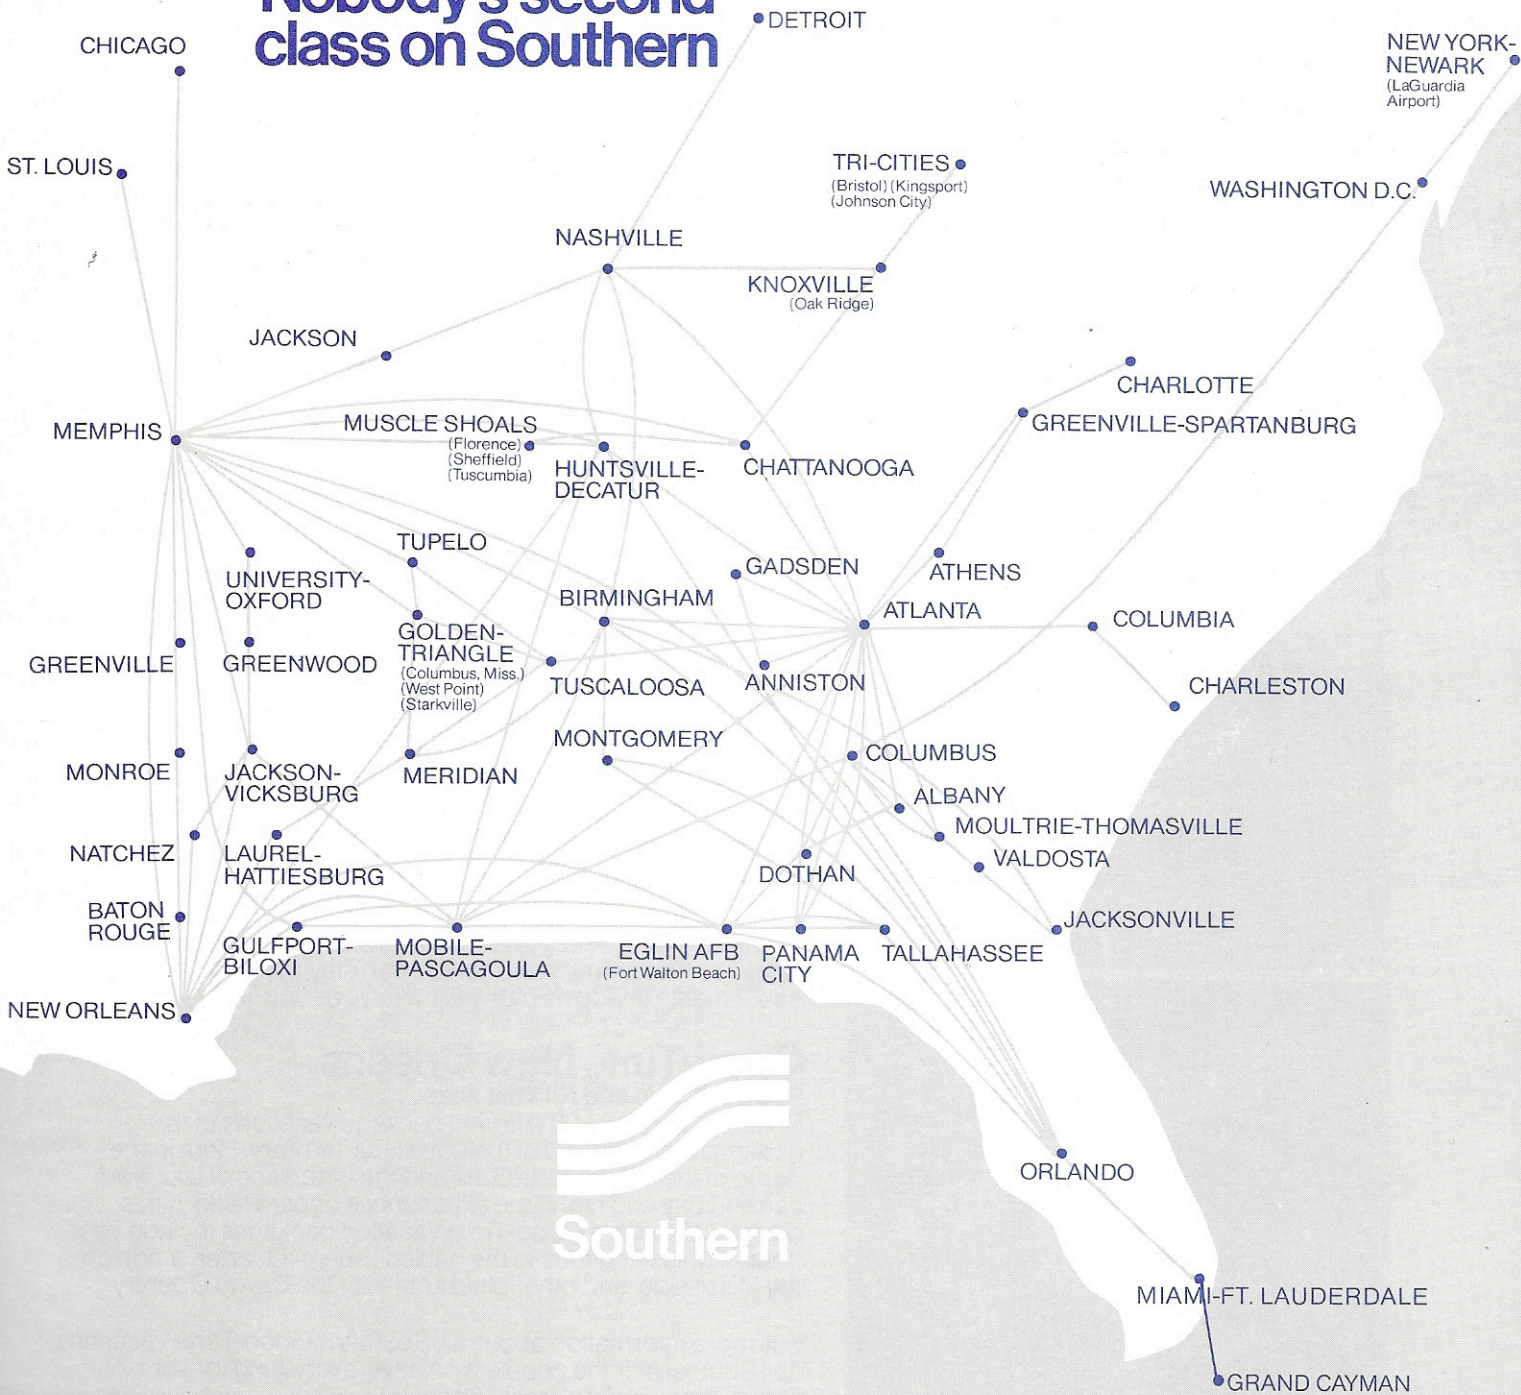 Nobody's second
class on Southern
DETROIT
CHICAGO
NEW YORK-
NEWARK
(LaGuardia
Airport)
ST. LOUIS
TRI-CITIES
(Bristol) (Kingsport)
(Johnson City)
WASHINGTON D.C.
NASHVILLE
KNOXVILLE
(Oak Ridge)
JACKSON
CHARLOTTE
MEMPHIS
MUSCLE SHOALS
(Florence)
(Sheffield)
(Tuscumbia)
GREENVILLE-SPARTANBURG
HUNTSVILLE-
DECATUR
CHATTANOOGA
TUPELO
UNIVERSITY-
OXFORD
GADSDEN
ATHENS
BIRMINGHAM
ATLANTA
COLUMBIA
GREENVILLE
GREENWOOD
GOLDEN-
TRIANGLE
(Columbus, Miss.)
(West Point)
(Starkville)
TUSCALOOSA
ANNISTON
CHARLESTON
MONTGOMERY
COLUMBUS
MONROE
JACKSON-
VICKSBURG
MERIDIAN
ALBANY
MOULTRIE-THOMASVILLE
NATCHEZ
LAUREL-
HATTIESBURG
DOTHAN
VALDOSTA
BATON
ROUGE
GULFPORT-
BILOXI
MOBILE-
PASCAGOULA
EGLIN AFB
(Fort Walton Beach)
PANAMA
CITY
TALLAHASSEE
JACKSONVILLE
NEW ORLEANS
Southern
ORLANDO
MIAMI-FT. LAUDERDALE
GRAND CAYMAN